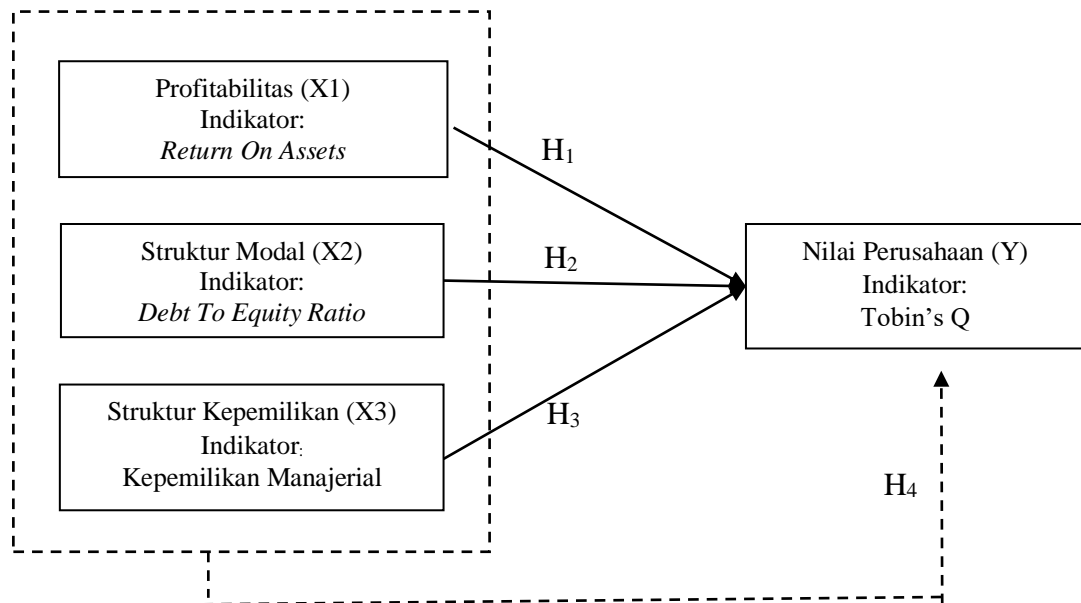 Profitabilitas (X1)
Indikator:
Return On Assets
H1
Struktur Modal (X2)
Indikator:
Debt To Equity Ratio
H2
Nilai Perusahaan (Y)
Indikator:
Tobin’s Q
Struktur Kepemilikan (X3)
Indikator:
Kepemilikan Manajerial
H3
H4